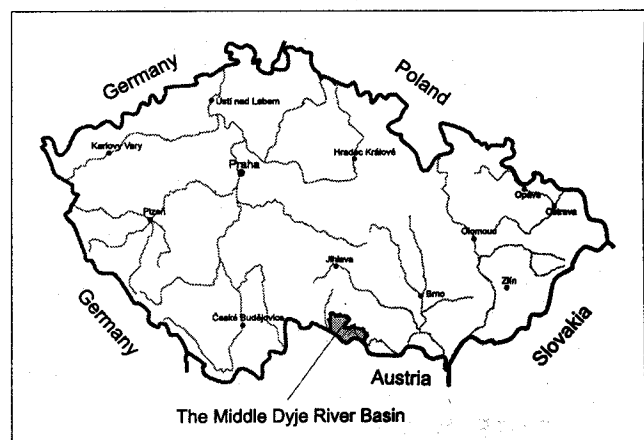 Germany
Poland
Ústí nad Labem
Karlovy Vary
Hradec Králové
Praha
Opava
Ostrava
Plzeň
Olomouc
Jihlava
Zlín
Brno
České Budějovice
Germany
Slovakia
Austria
The Middle Dyje River Basin